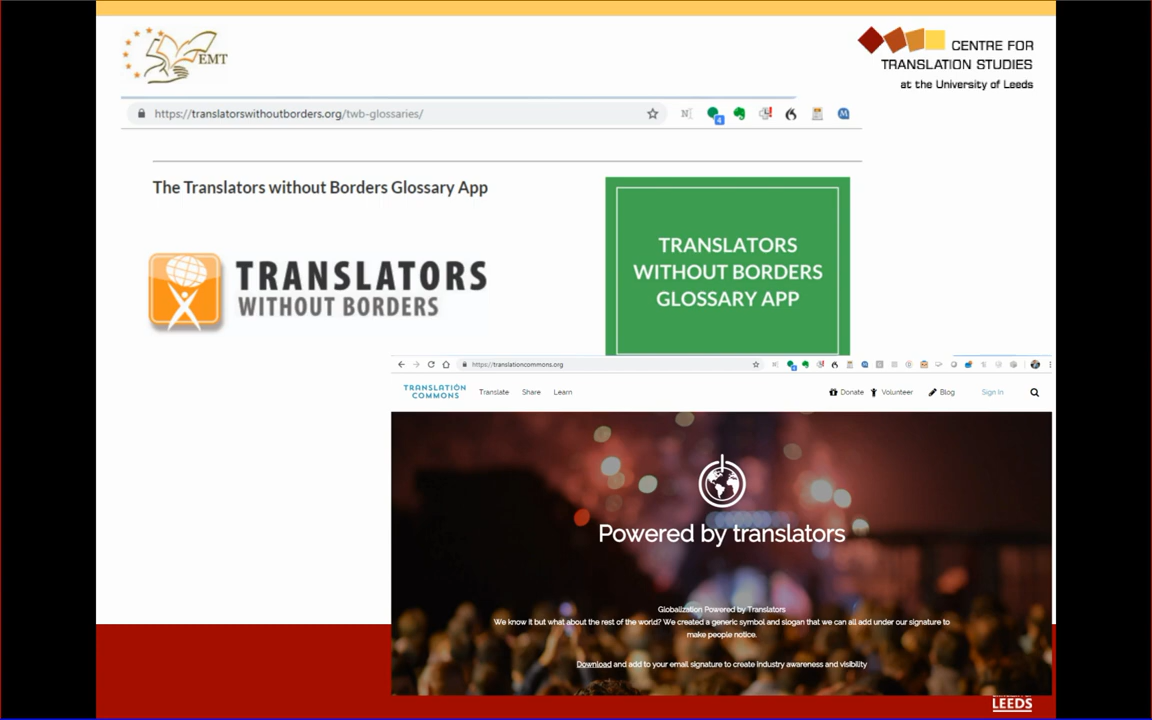 EMT
CENTRE FOR
TRANSLATION STUDIES
at the University of Leeds
https://translatorswithoutborders.org/twb-glossaries/
4
The Translators without Borders Glossary App
TRANSLATORS
WITHOUT BORDERS
TRANSLATORS
WITHOUT BORDERS
GLOSSARY APP
https://translationcommons.org
TRANSLATION
COMMONS
Translate Share Learn Donate Volunteer Blog Sign In
Powered by translators
Globalization Powered by Translators
We know it but what about the rest of the world? We created a generic symbol and slogan that we can all add under our signature to
make people notice.
Download and add to your email signature to create Industry awareness and visibility
LEEDS